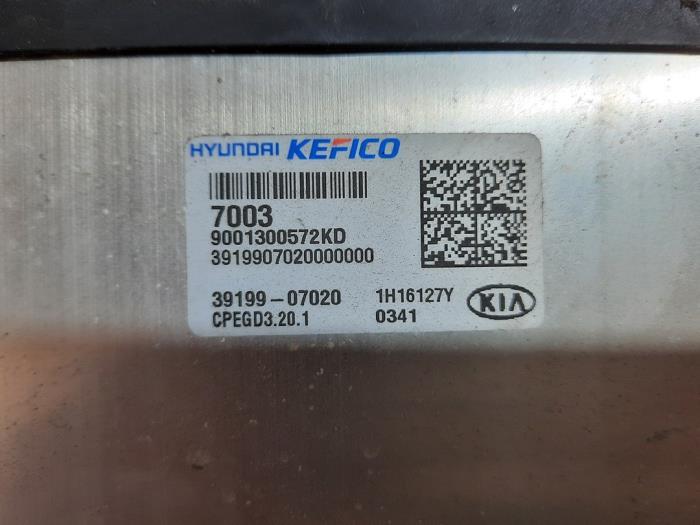 HYUNDAI KEFICO
7003
9001300572KD
3919907020000000
39199-07020 1H16127Y KIA
CPEGD3.20.1 0341